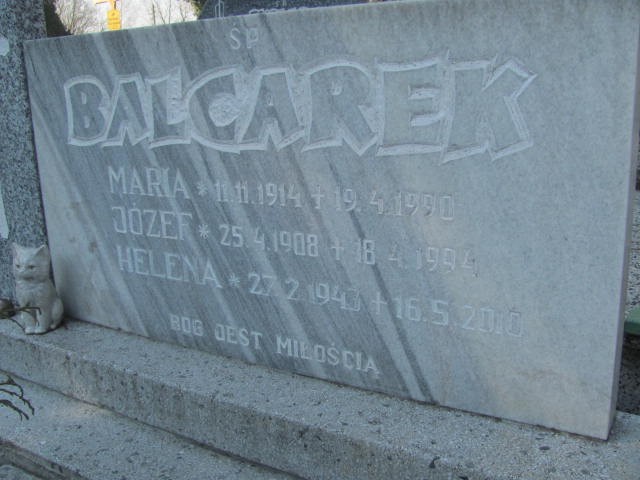 ŚP
BALCAREK
MARIA * 11.11.1914 + 19.4.1990
JÓZEF * 25.4.1908 + 18.4.1994
HELENA * 27.2.1943 + 16.5.2010
BÓG JEST MIŁOŚCIĄ